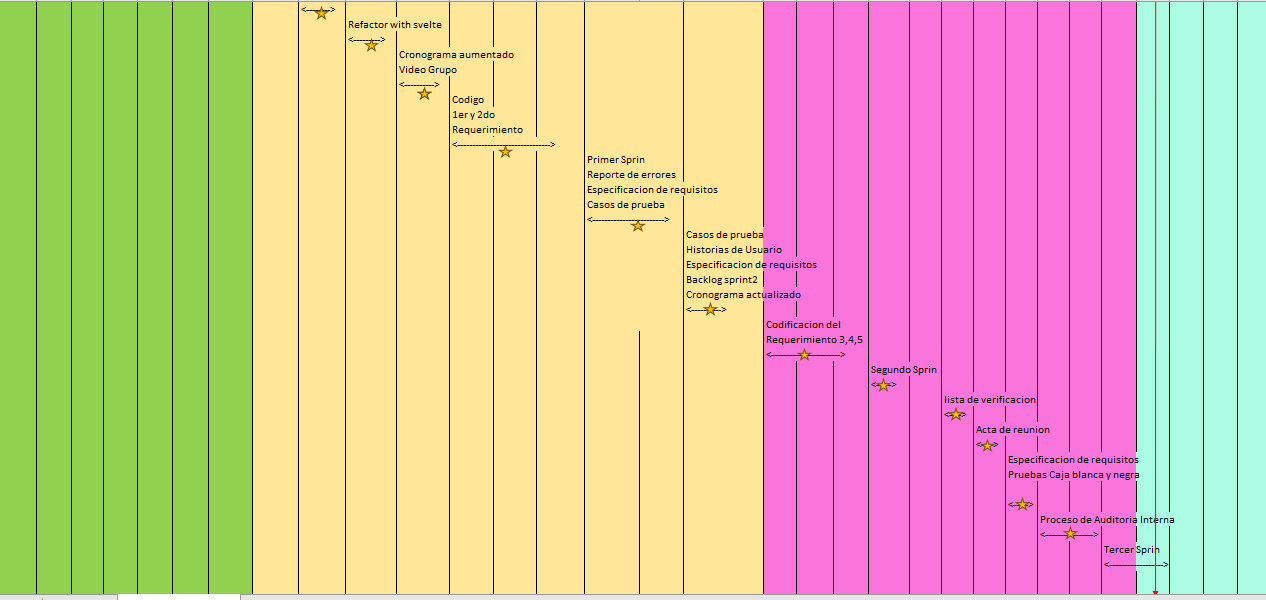 <-------->
Refactor with svelte
<-------->
Cronograma aumentado
Video Grupo
<--------->
Codigo
1er y 2do
Requerimiento
<------------------------->
Primer Sprin
Reporte de errores
Especificacion de requisitos
Casos de prueba
<-------------------->
Casos de prueba
Historias de Usuario
Especificacion de requisitos
Backlog sprint2
Cronograma actualizado
<--------->
Codificacion del
Requerimiento 3,4,5
<------------------->
Segundo Sprin
<----->
lista de verificacion
<---->
Acta de reunion
<---->
Especificacion de requisitos
Pruebas Caja blanca y negra
<----->
Proceso de Auditoria Interna
<------------->
Tercer Sprin
<--------------->